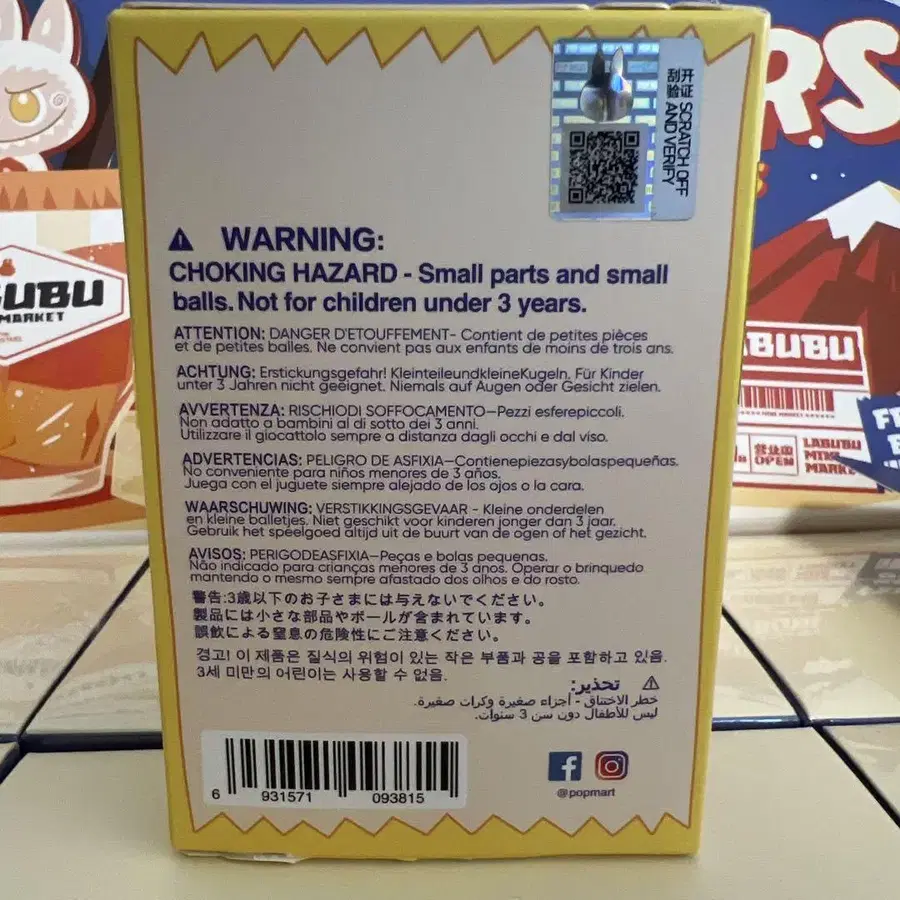 开证 SCRATCH OFF
刮验 AND VERIFY
RS
UBU
MARKET
BUBU
OPEN
LABUBU
MARK
FE
WARNING:
CHOKING HAZARD - Small parts and small
balls. Not for children under 3 years.
ATTENTION: DANGER D'ETOUFFEMENT- Contient de petites pièces
et de petites balles. Ne convient pas aux enfants de moins de trois ans.
ACHTUNG: Erstickungsgefahr! KleinteileundkleineKugeln. Für Kinder
unter 3 Jahren nicht geeignet. Niemals auf Augen oder Gesicht zielen.
AVVERTENZA: RISCHIODI SOFFOCAMENTO—Pezzi esferepiccoli.
Non adatto a bambini al di sotto dei 3 anni.
Utilizzare il giocattolo sempre a distanza dagli occhi e dal viso.
ADVERTENCIAS: PELIGRO DE ASFIXIA—Contienepiezasybolaspequeñas.
No conveniente para niños menores de 3 años.
Juega con el juguete siempre alejado de los ojos o la cara.
WAARSCHUWING: VERSTIKKINGSGEVAAR - Kleine onderdelen
en kleine balletjes. Niet geschikt voor kinderen jonger dan 3 jaar.
Gebruik het speelgoed altijd uit de buurt van de ogen of het gezicht.
AVISOS: PERIGODEASFIXIA—Peças e bolas pequenas.
Não indicado para crianças menores de 3 anos. Operar o brinquedo
mantendo o mesmo sempre afastado dos olhos e do rosto.
警告:3歳以下のお子さまには与えないでください。
製品には小さな部品やボールが含まれています。
誤飲による窒息の危険性にご注意ください。
경고! 이 제품은 질식의 위험이 있는 작은 부품과 공을 포함하고 있음.
3세 미만의 어린이는 사용할 수 없음.
تحذير:
خطر الاختناق - أجزاء صغيرة وكرات صغيرة.
ليس للأطفال دون سن 3 سنوات.
6 931571 093815
@popmart